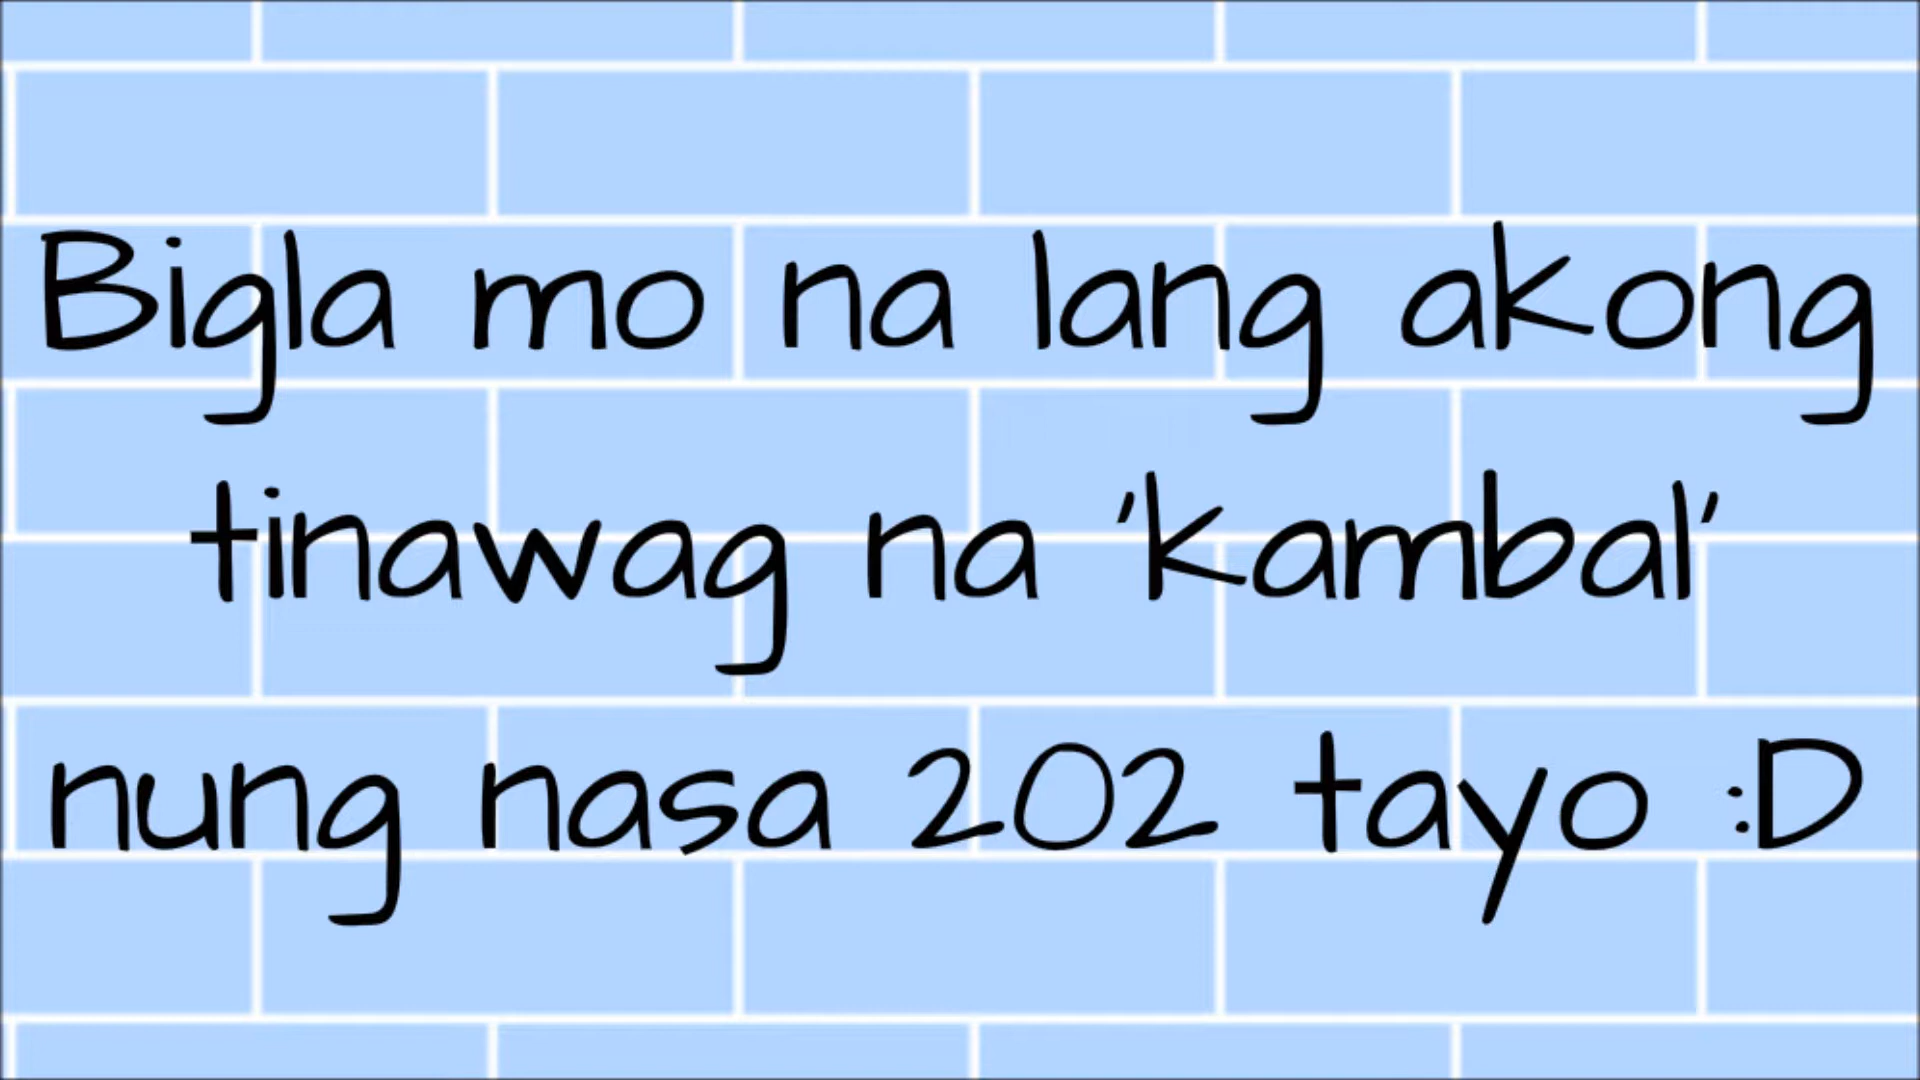 Bigla mo na lang akong
tinawag na 'kambal'
nung nasa 202 tayo :D